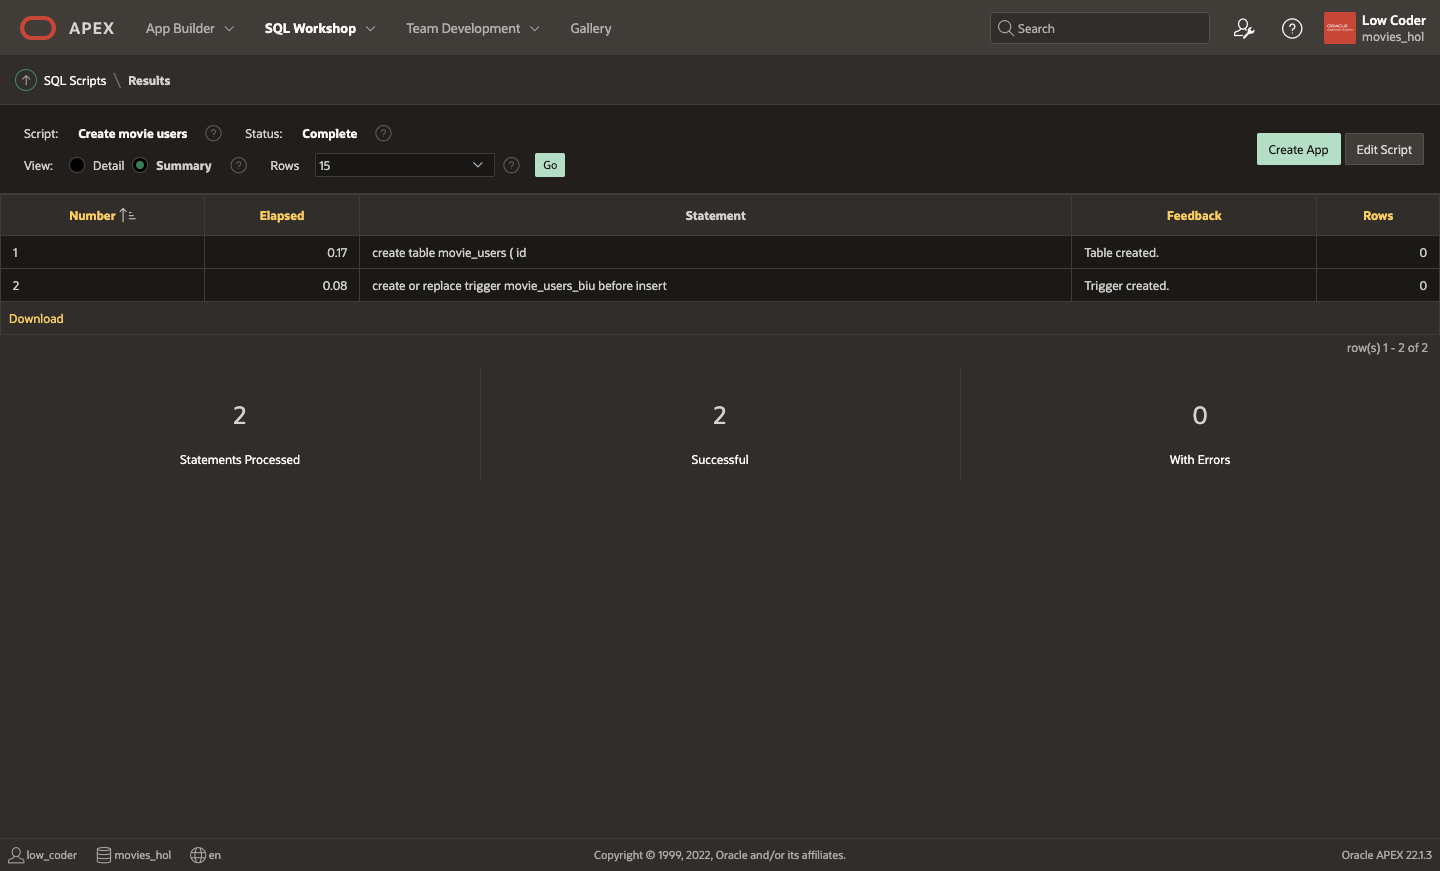 APEX App Builder SQL Workshop Team Development Gallery Search Low Coder
movies_hol
SQL Scripts \ Results
Script: Create movie users Status: Complete
View: Detail Summary Rows 15 Go Create App Edit Script
Number Elapsed Statement Feedback Rows
1 0.17 create table movie_users ( id Table created. 0
2 0.08 create or replace trigger movie_users_biu before insert Trigger created. 0
Download
row(s) 1 - 2 of 2
2 2 0
Statements Processed Successful With Errors
low_coder movies_hol en Copyright © 1999, 2022, Oracle and/or its affiliates. Oracle APEX 22.1.3